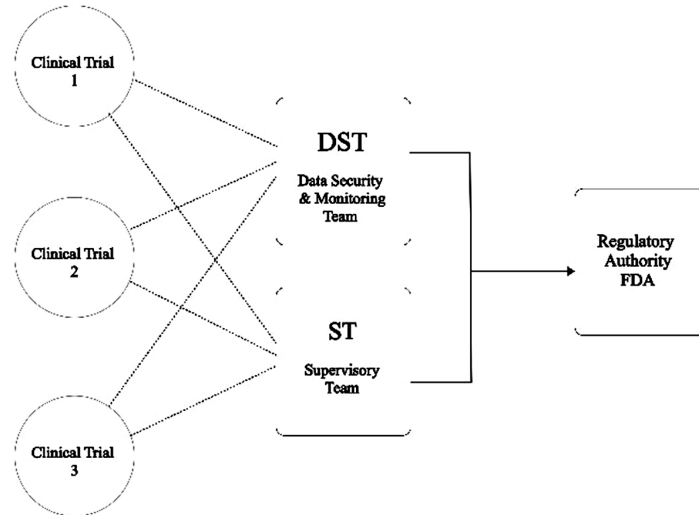 Clinical Trial
1
Clinical Trial
2
Clinical Trial
3
DST
Data Security
& Monitoring
Team
ST
Supervisory
Team
Regulatory
Authority
FDA